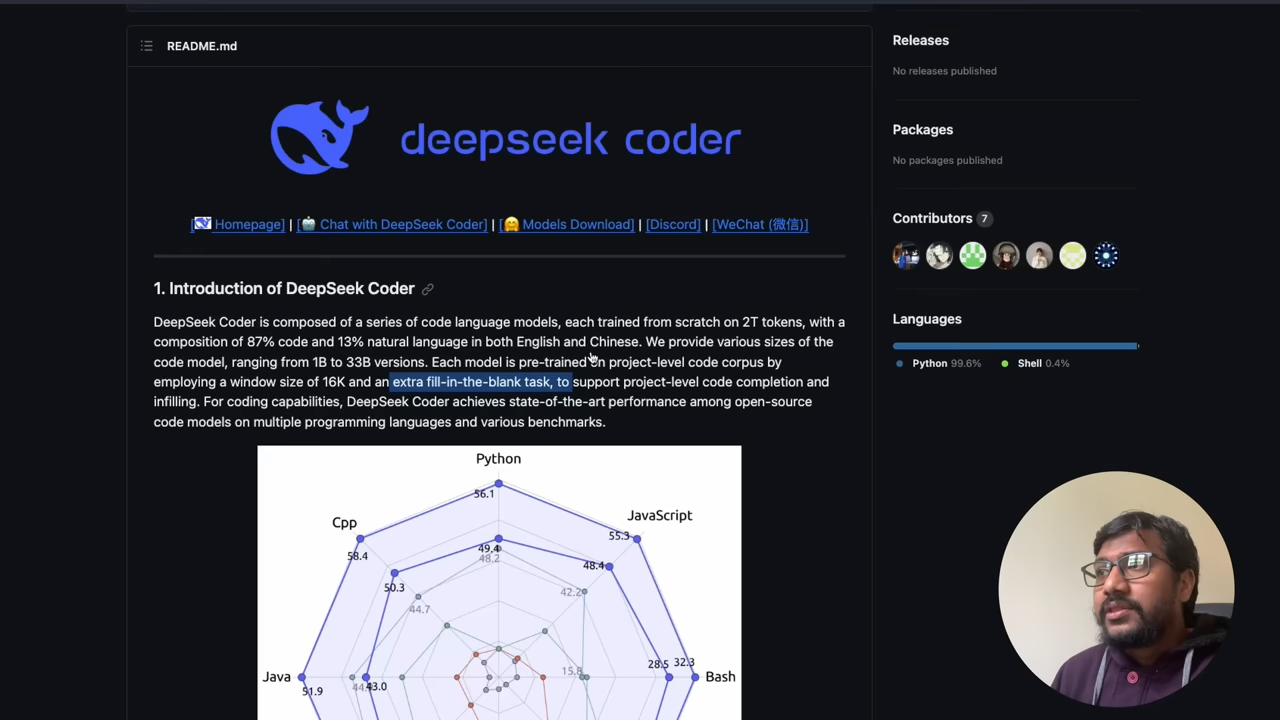 README.md
deepseek coder
[Homepage] | [Chat with DeepSeek Coder] | [Models Download] | [Discord] | [WeChat (微信)]
1. Introduction of DeepSeek Coder
DeepSeek Coder is composed of a series of code language models, each trained from scratch on 2T tokens, with a
composition of 87% code and 13% natural language in both English and Chinese. We provide various sizes of the
code model, ranging from 1B to 33B versions. Each model is pre-trained on project-level code corpus by
employing a window size of 16K and an extra fill-in-the-blank task, to support project-level code completion and
infilling. For coding capabilities, DeepSeek Coder achieves state-of-the-art performance among open-source
code models on multiple programming languages and various benchmarks.
Python
56.1
JavaScript
Cpp
55.3
58.4
49.4
48.2
48.4
50.3
42.2
44.7
28.5
32.3
Java
43.0
Bash
51.9
Releases
No releases published
Packages
No packages published
Contributors 7
Languages
Python 99.6%
Shell 0.4%